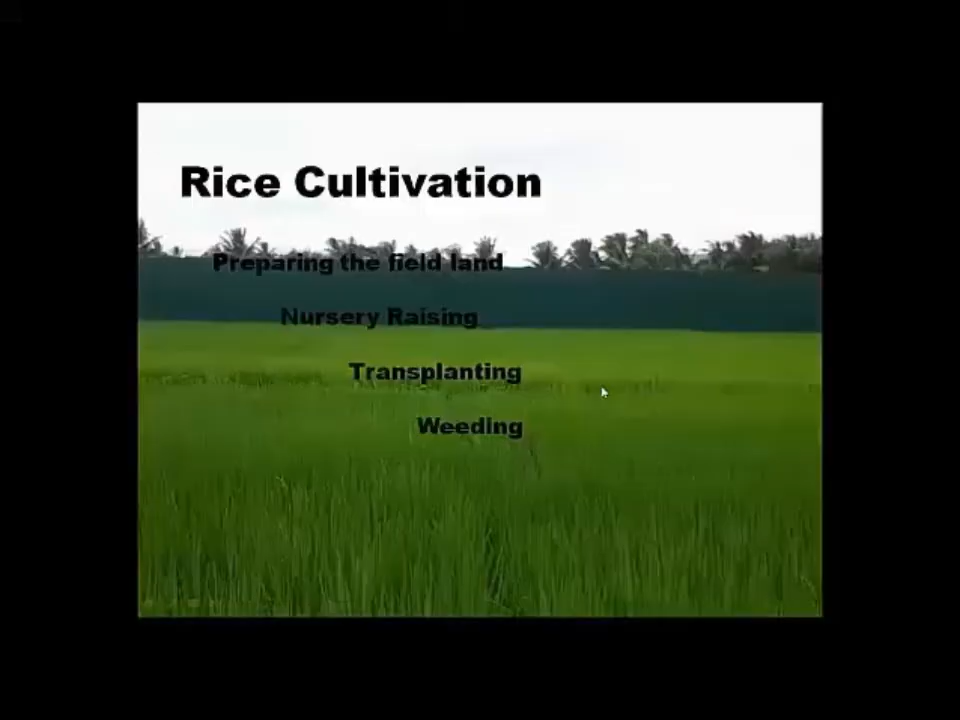 Rice Cultivation
Preparing the field land
Nursery Raising
Transplanting
Weeding